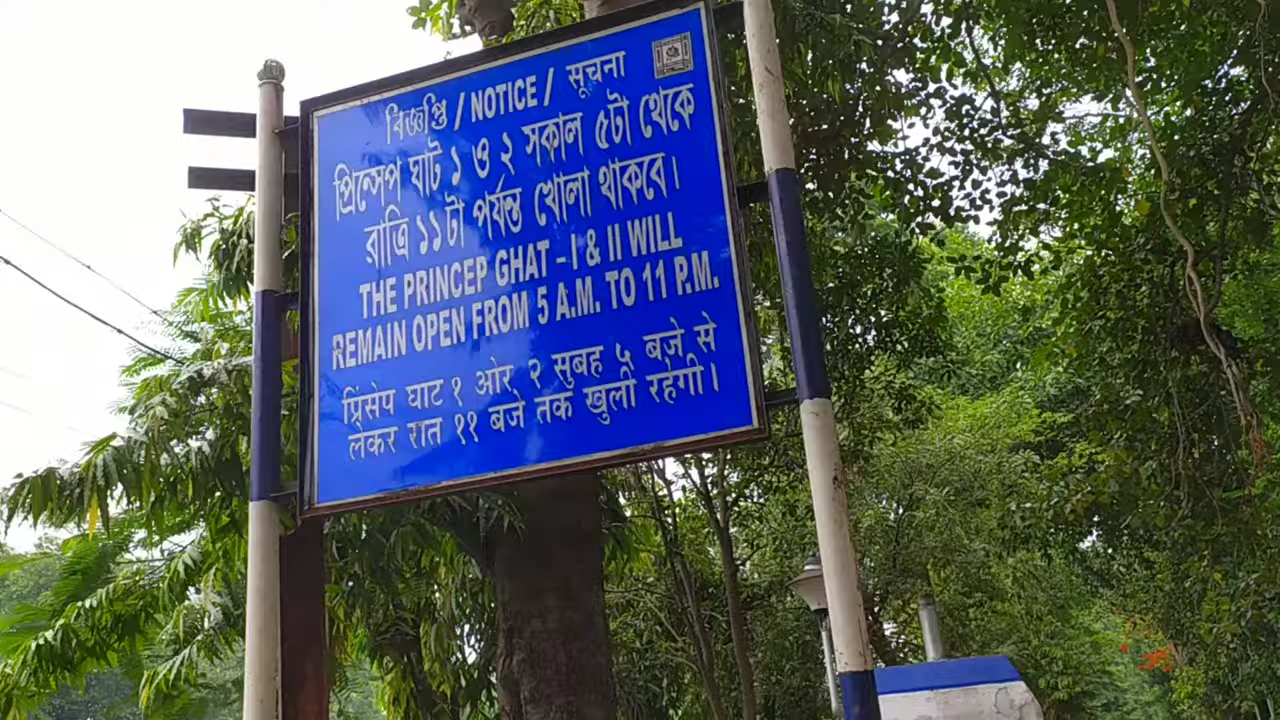 বিজ্ঞপ্তি / NOTICE / सूचना
প্রিন্সেপ ঘাট ১ ও ২ সকাল ৫টা থেকে
রাত্রি ১১টা পর্যন্ত খোলা থাকবে।
THE PRINCEP GHAT - I & II WILL
REMAIN OPEN FROM 5 A.M. TO 11 P.M.
प्रिंसेप घाट १ ओर २ सुबह ५ बजे से
लेकर रात ११ बजे तक खुली रहेगी।